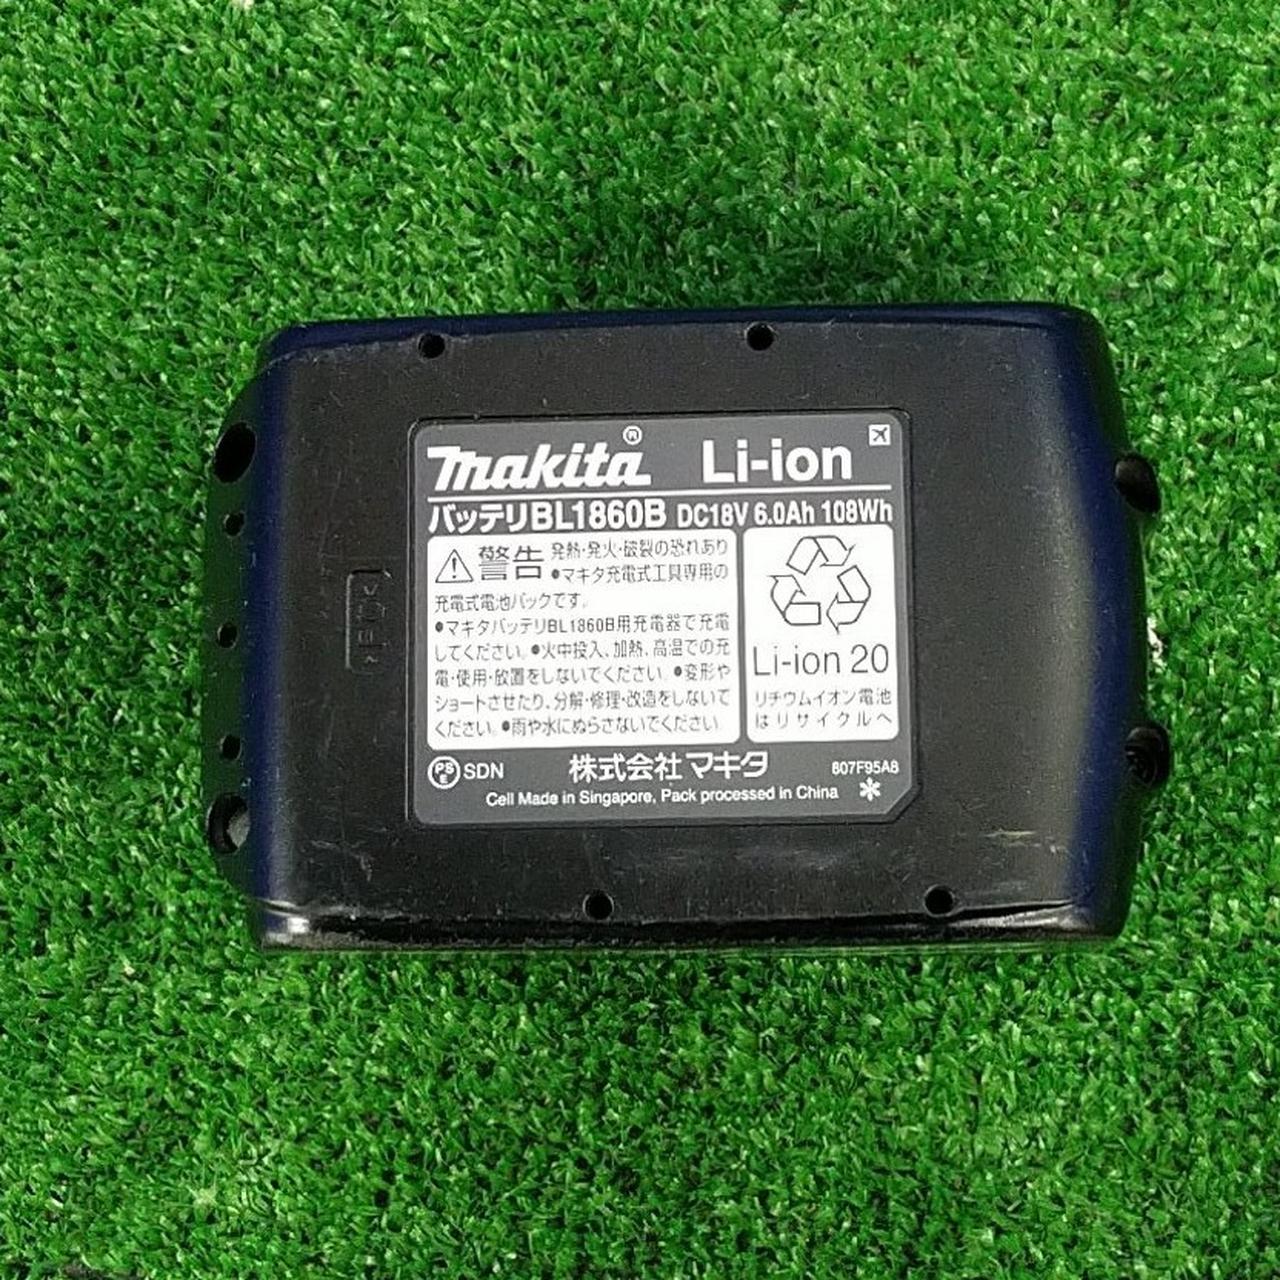 makita® Li-ion
バッテリBL1860B DC18V 6.0Ah 108Wh
警告 発熱・発火・破裂の恐れあり
●マキタ充電式工具専用の
充電式電池パックです。
●マキタバッテリBL1860B用充電器で充電
してください。●火中投入、加熱、高温での充
電・使用・放置をしないでください。●変形や
ショートさせたり、分解・修理・改造をしないで
ください。●雨や水にぬらさないでください。
Li-ion 20
リチウムイオン電池
はリサイクルへ
PSE SDN 株式会社マキタ 807F95A8
Cell Made in Singapore, Pack processed in China *